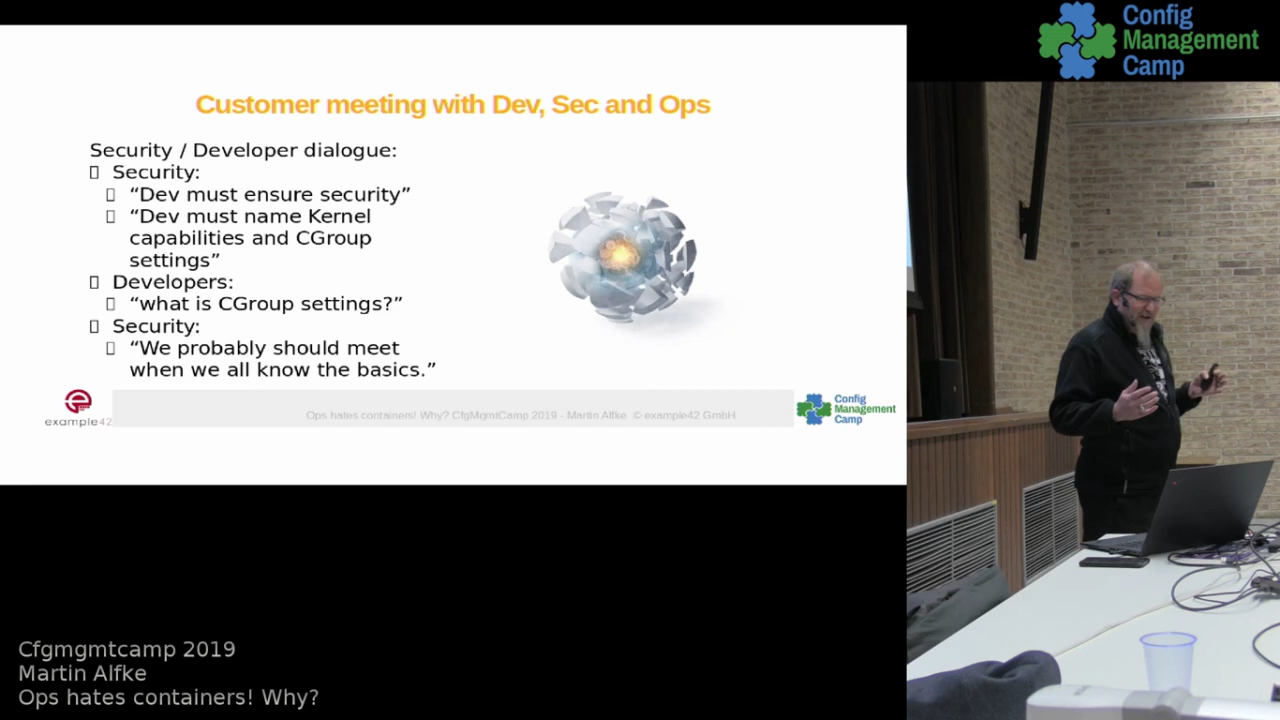 Config
Management
Camp
Customer meeting with Dev, Sec and Ops
Security / Developer dialogue:
Security:
“Dev must ensure security”
“Dev must name Kernel
capabilities and CGroup
settings”
Developers:
“what is CGroup settings?”
Security:
“We probably should meet
when we all know the basics.”
example42
Ops hates containers! Why? CfgMgmtCamp 2019 - Martin Alfke © example42 GmbH
Config
Management
Camp
Cfgmgmtcamp 2019
Martin Alfke
Ops hates containers! Why?